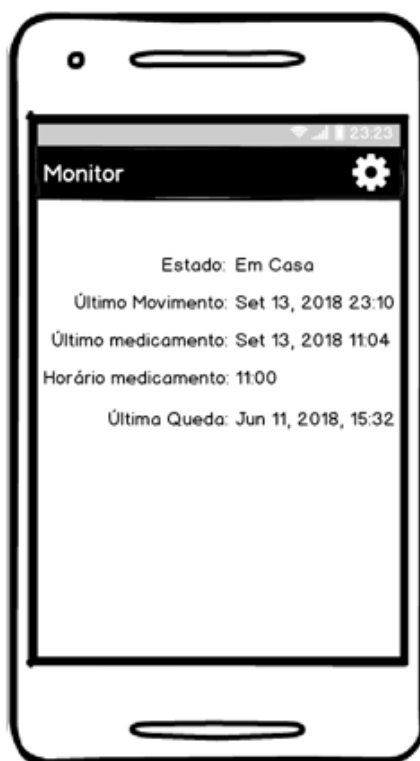 23:23
Monitor
Estado: Em Casa
Último Movimento: Set 13, 2018 23:10
Último medicamento: Set 13, 2018 11:04
Horário medicamento: 11:00
Última Queda: Jun 11, 2018, 15:32